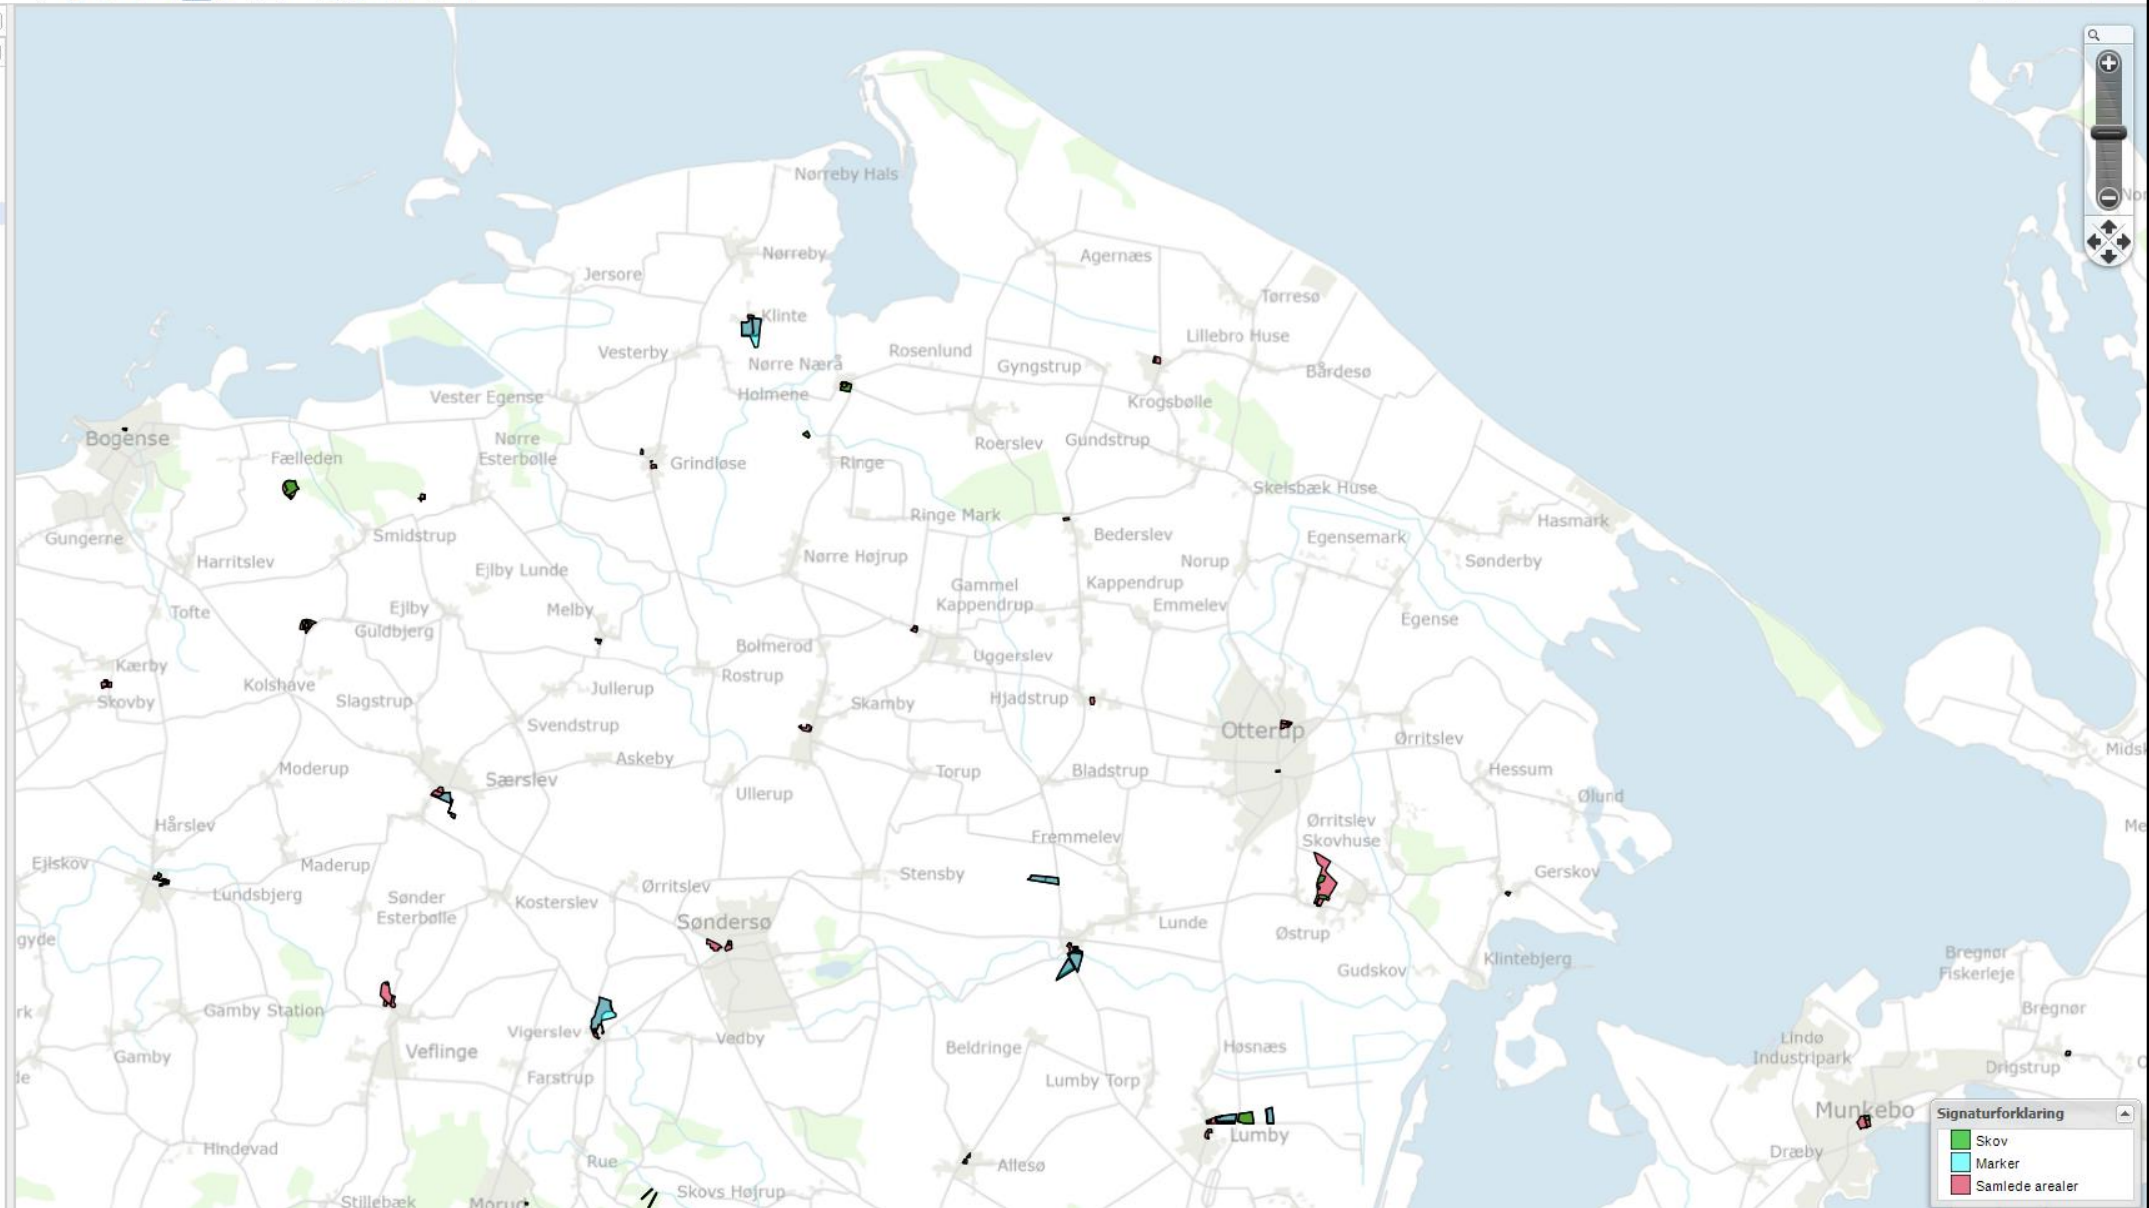 Nørreby Hals
Nørreby
Agernæs
Jersore
Tørresø
Klinte
Lillebro Huse
Vesterby
Rosenlund
Nørre Nærå
Gyngstrup
Bårdesø
Holmene
Vester Egense
Krogsbølle
Bogense
Nørre
Esterbølle
Roerslev
Gundstrup
Fælleden
Grindløse
Ringe
Skelsbæk Huse
Ringe Mark
Hasmark
Gungerne
Smidstrup
Bederslev
Egensemark
Harritslev
Nørre Højrup
Norup
Sønderby
Ejlby Lunde
Gammel
Kappendrup
Kappendrup
Tofte
Ejlby
Melby
Emmelev
Guldbjerg
Egense
Bolmerod
Uggerslev
Kærby
Kolshave
Jullerup
Rostrup
Skovby
Slagstrup
Skamby
Hjadstrup
Svendstrup
Otterup
Ørritslev
Askeby
Midsk
Moderup
Særslev
Torup
Bladstrup
Hessum
Ullerup
Ølund
Hårslev
Ørritslev
Skovhuse
Fremmelev
Me
Ejlskov
Maderup
Stensby
Gerskov
Lundsbjerg
Sønder
Esterbølle
Kosterslev
Ørritslev
Søndersø
Lunde
Østrup
gyde
Klintebjerg
Bregnør
Fiskerleje
Gudskov
rk
Gamby Station
Bregnør
Vigerslev
Vedby
Lindø
Industripark
Gamby
Veflinge
Beldringe
Høsnæs
Drigstrup
Farstrup
Lumby Torp
Munkebo
Signaturforklaring
Lumby
Skov
Hindevad
Dræby
Rue
Allesø
Marker
Skovs Højrup
Samlede arealer
Stillebæk
Morud